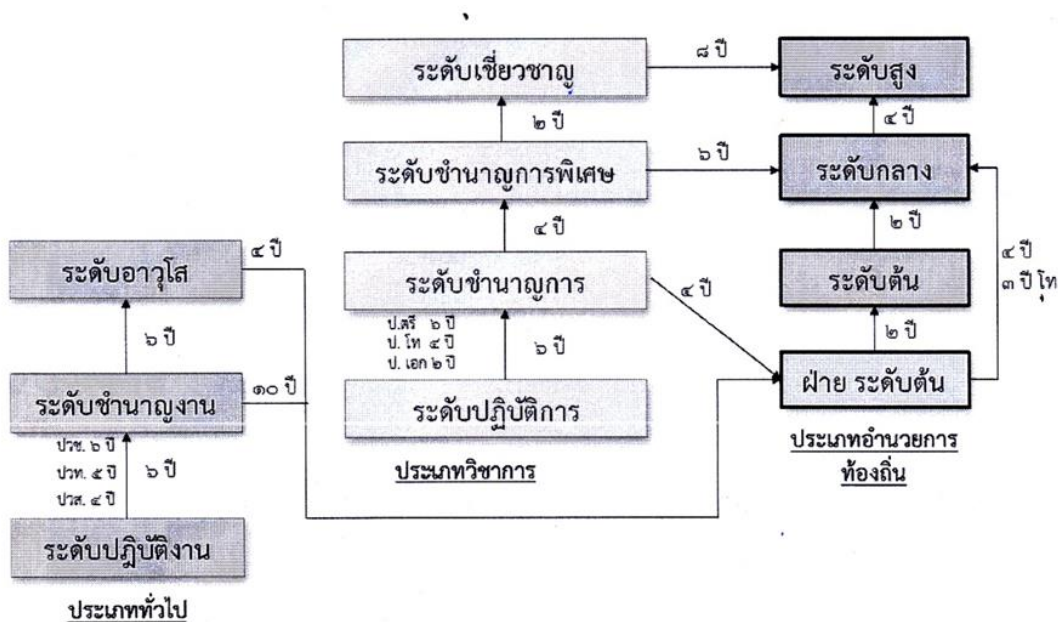 ระดับเชี่ยวชาญ
๘ ปี
ระดับสูง
๒ ปี
๔ ปี
ระดับชำนาญการพิเศษ
๖ ปี
ระดับกลาง
๔ ปี
๒ ปี
๔ ปี
๓ ปี โท
ระดับอาวุโส
๔ ปี
ระดับชำนาญการ
๔ ปี
ระดับต้น
๖ ปี
ป.ตรี ๖ ปี
ป. โท ๔ ปี
ป. เอก ๒ ปี
๖ ปี
๒ ปี
ระดับชำนาญงาน
๑๐ ปี
ระดับปฏิบัติการ
ฝ่าย ระดับต้น
ปวช. ๖ ปี
ปวท. ๕ ปี
ปวส. ๔ ปี
๖ ปี
ประเภทวิชาการ
ประเภทอำนวยการ
ท้องถิ่น
ระดับปฎิบัติงาน
ประเภททั่วไป